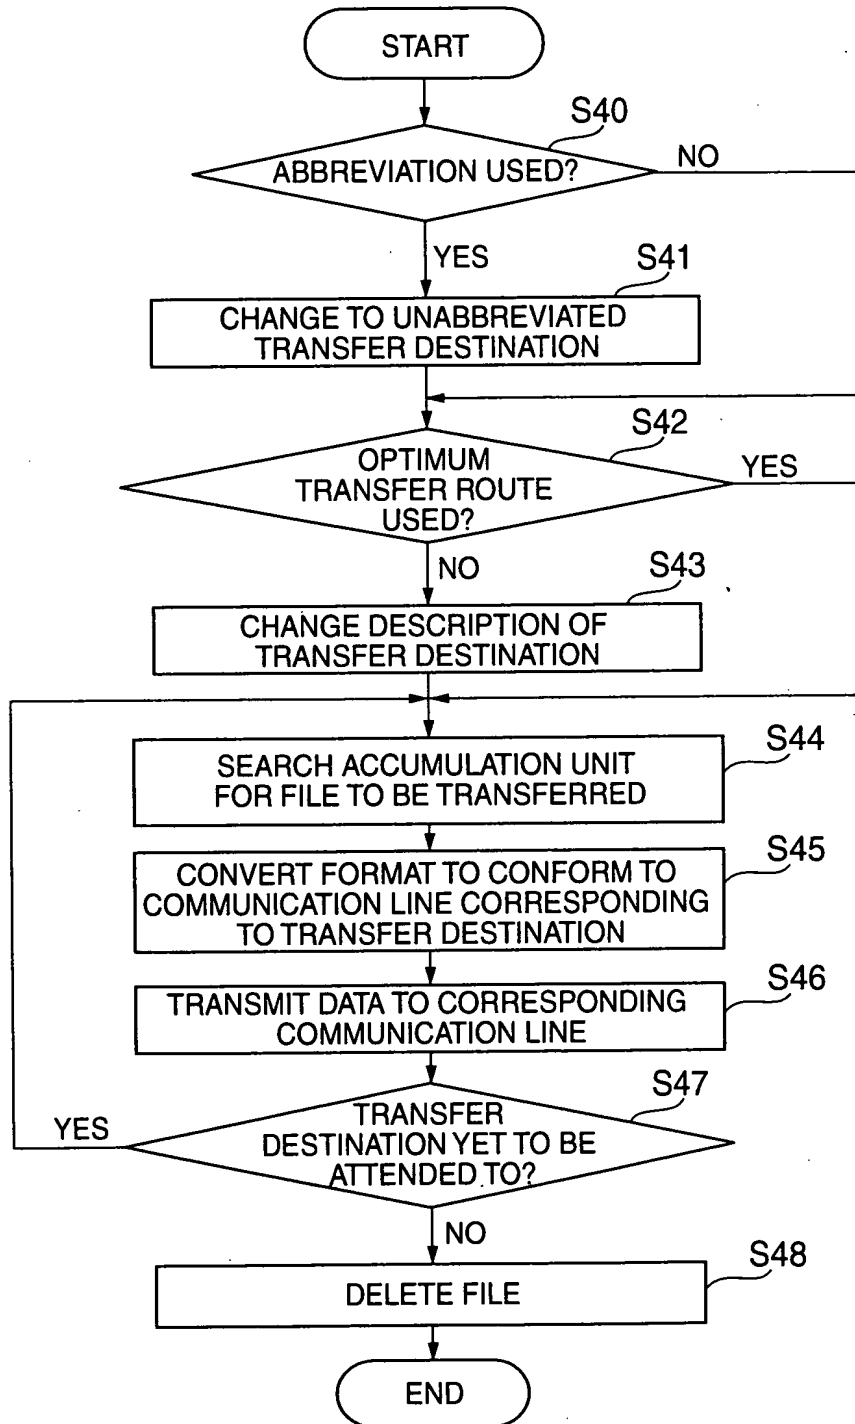 START
S40
ABBREVIATION USED?
NO
YES
S41
CHANGE TO UNABBREVIATED
TRANSFER DESTINATION
S42
OPTIMUM
TRANSFER ROUTE
USED?
YES
NO
S43
CHANGE DESCRIPTION OF
TRANSFER DESTINATION
S44
SEARCH ACCUMULATION UNIT
FOR FILE TO BE TRANSFERRED
S45
CONVERT FORMAT TO CONFORM TO
COMMUNICATION LINE CORRESPONDING
TO TRANSFER DESTINATION
S46
TRANSMIT DATA TO CORRESPONDING
COMMUNICATION LINE
S47
TRANSFER
DESTINATION YET TO BE
ATTENDED TO?
YES
NO
S48
DELETE FILE
END